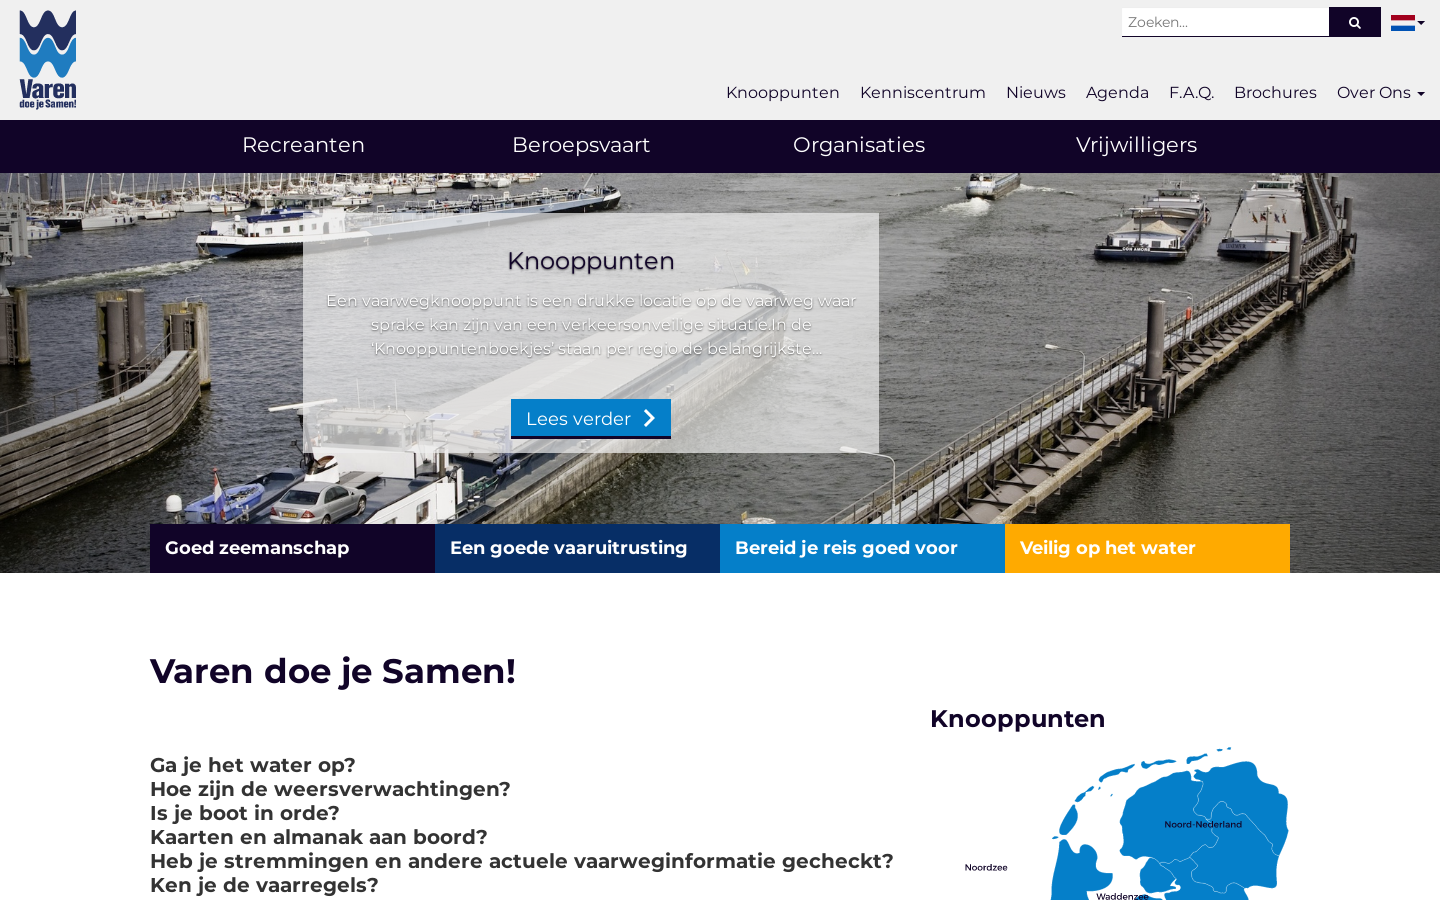 Varen
doe je Samen!
Zoeken...
Knooppunten Kenniscentrum Nieuws Agenda F.A.Q. Brochures Over Ons
Recreanten Beroepsvaart Organisaties Vrijwilligers
Knooppunten
Een vaarwegknooppunt is een drukke locatie op de vaarweg waar
sprake kan zijn van een verkeersonveilige situatie.In de
‘Knooppuntenboekjes’ staan per regio de belangrijkste...
Lees verder
Goed zeemanschap
Een goede vaaruitrusting
Bereid je reis goed voor
Veilig op het water
Varen doe je Samen!
Knooppunten
Ga je het water op?
Hoe zijn de weersverwachtingen?
Is je boot in orde?
Kaarten en almanak aan boord?
Heb je stremmingen en andere actuele vaarweginformatie gecheckt?
Ken je de vaarregels?
Noord-Nederland
Noordzee
Waddenzee